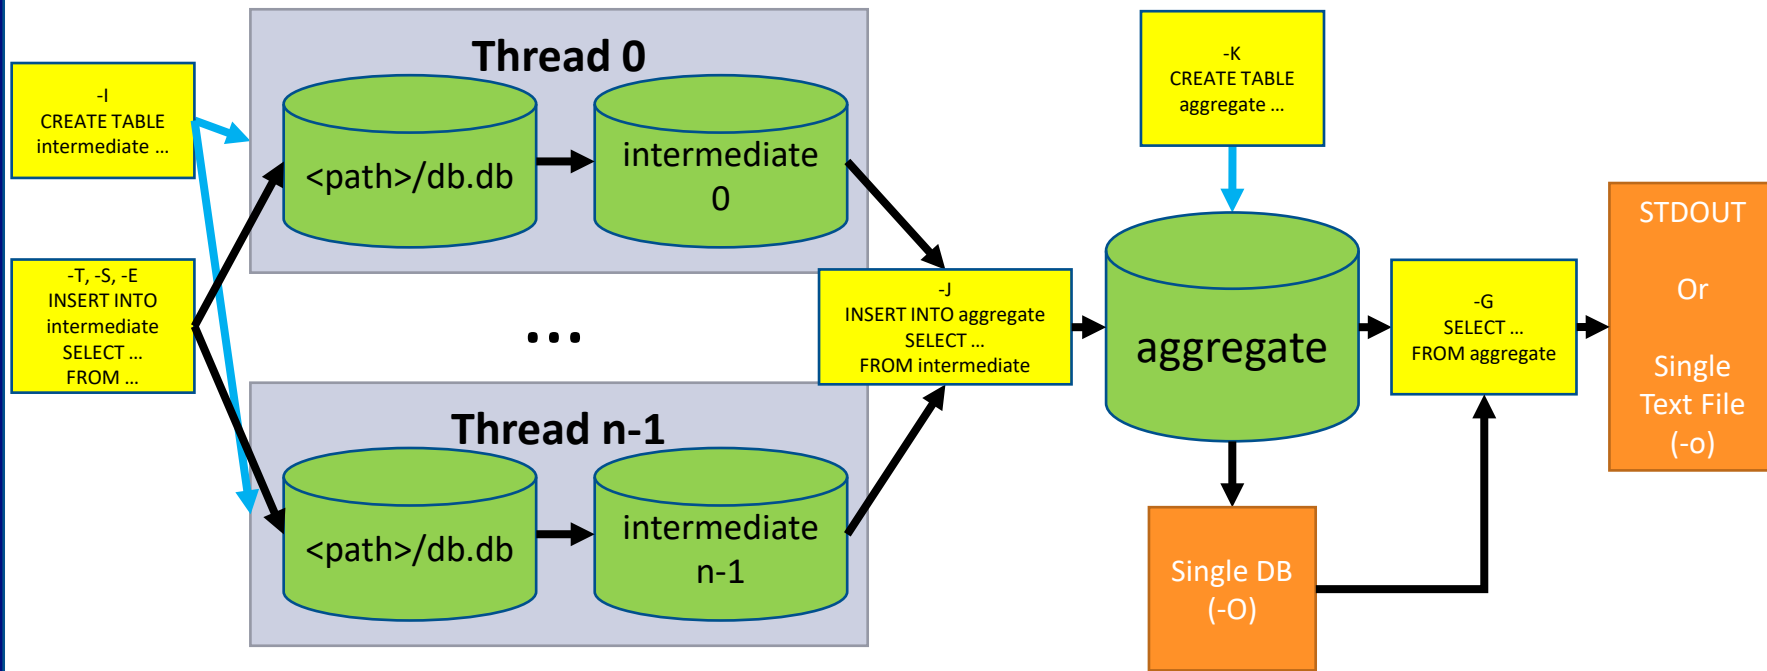 Thread 0
-I
CREATE TABLE
intermediate ...
<path>/db.db
intermediate
0
-T, -S, -E
INSERT INTO
intermediate
SELECT ...
FROM ...
...
Thread n-1
<path>/db.db
intermediate
n-1
-J
INSERT INTO aggregate
SELECT ...
FROM intermediate
-K
CREATE TABLE
aggregate ...
aggregate
Single DB
(-O)
-G
SELECT ...
FROM aggregate
STDOUT
Or
Single
Text File
(-o)